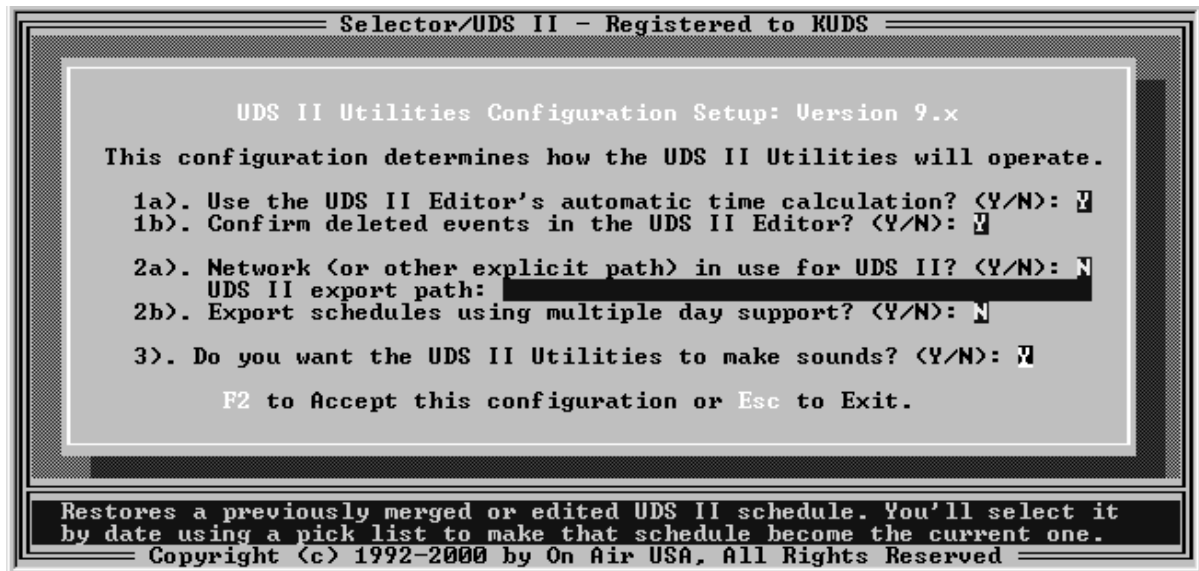 Selector/UDS II - Registered to KUDS
UDS II Utilities Configuration Setup: Version 9.x
This configuration determines how the UDS II Utilities will operate.
1a). Use the UDS II Editor's automatic time calculation? (Y/N): Y
1b). Confirm deleted events in the UDS II Editor? (Y/N): Y
2a). Network (or other explicit path) in use for UDS II? (Y/N): N
UDS II export path:
2b). Export schedules using multiple day support? (Y/N): N
3). Do you want the UDS II Utilities to make sounds? (Y/N): Y
F2 to Accept this configuration or Esc to Exit.
Restores a previously merged or edited UDS II schedule. You'll select it
by date using a pick list to make that schedule become the current one.
Copyright (c) 1992-2000 by On Air USA, All Rights Reserved